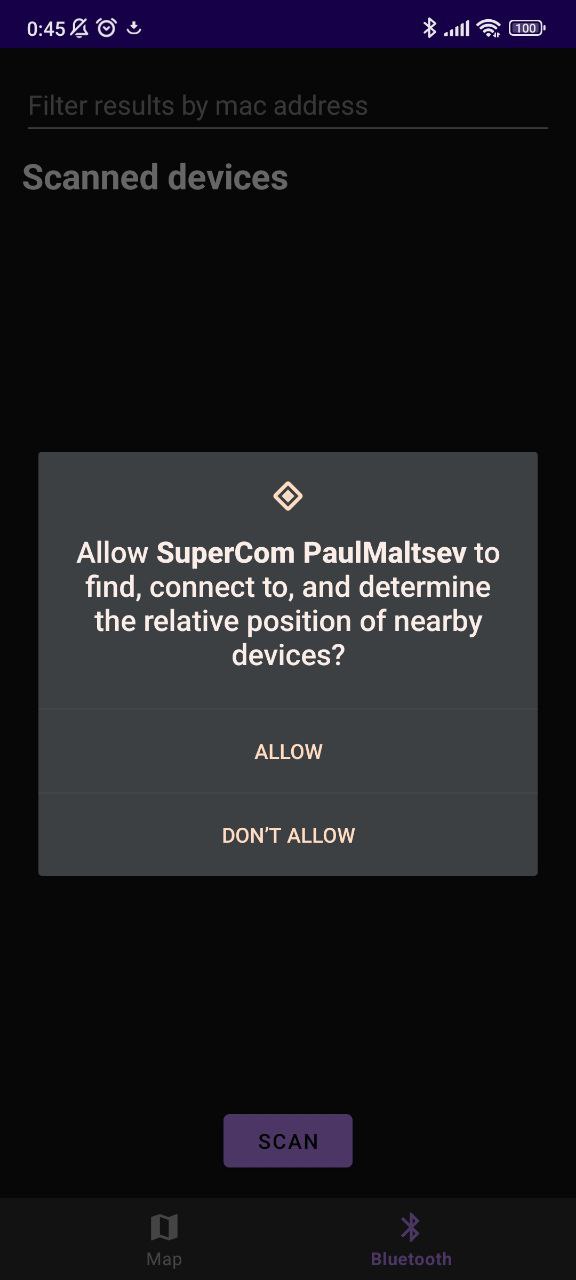 0:45
100
Filter results by mac address
Scanned devices
Allow SuperCom PaulMaltsev to
find, connect to, and determine
the relative position of nearby
devices?
ALLOW
DON'T ALLOW
SCAN
Map
Bluetooth